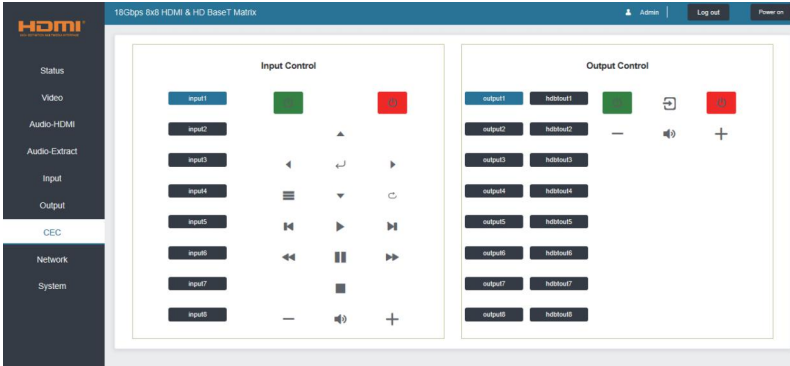 18Gbps 8x8 HDMI & HD BaseT Matrix
Admin
Log out
Power on
HDMI
Status
Video
Audio-HDMI
Audio-Extract
Input
Output
CEC
Network
System
Input Control
input1
input2
input3
input4
input5
input6
input7
input8
Output Control
output1 hdbtout1
output2 hdbtout2
output3 hdbtout3
output4 hdbtout4
output5 hdbtout5
output6 hdbtout6
output7 hdbtout7
output8 hdbtout8